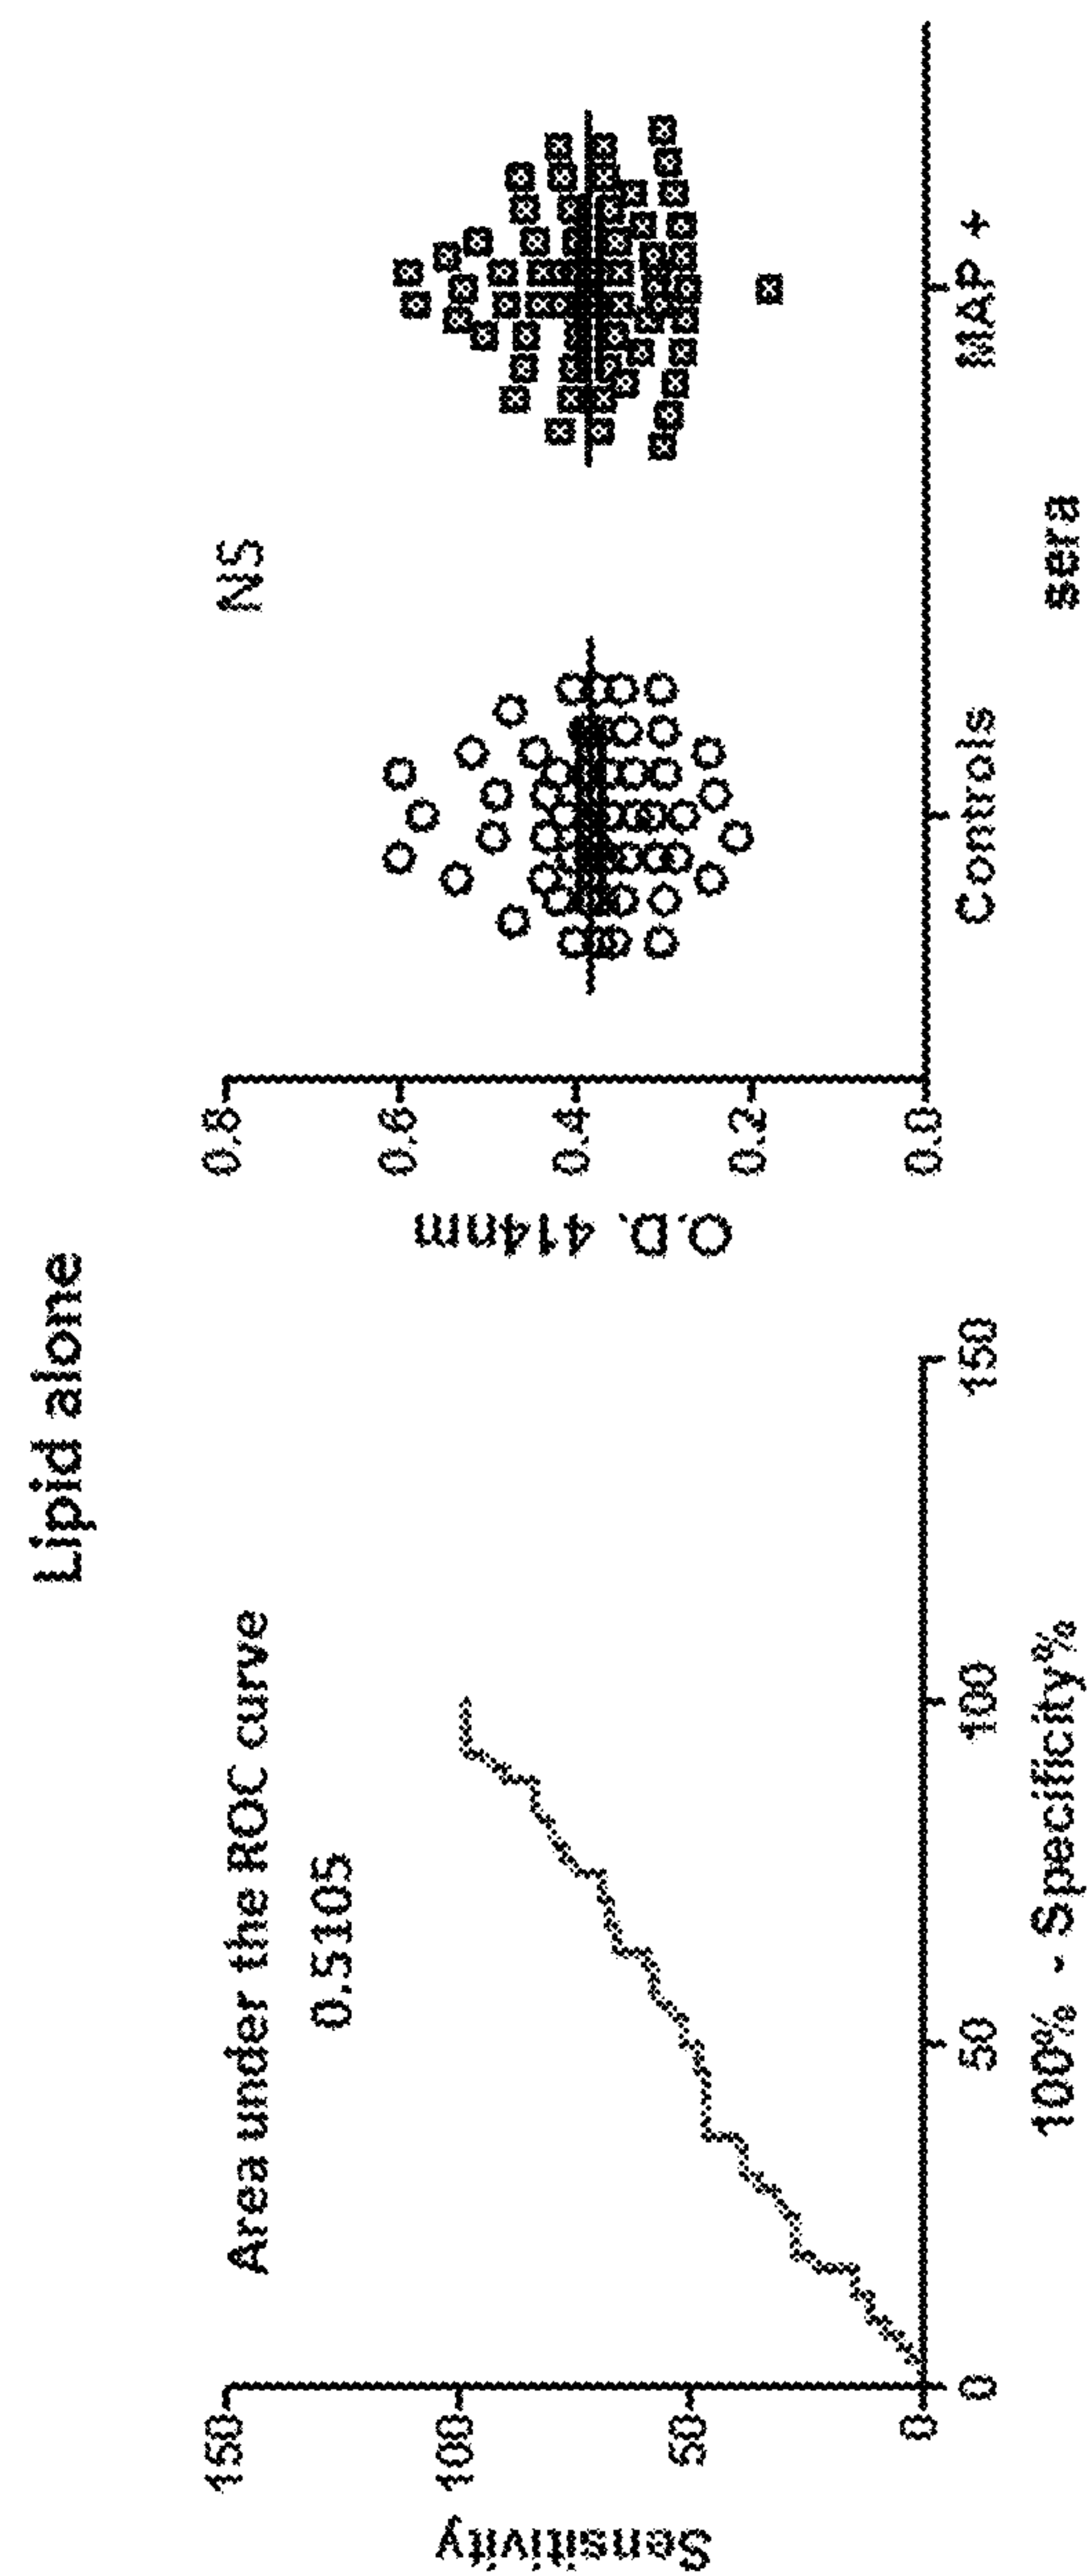 Lipid alone
Area under the ROC curve
0.5105
Sensitivity
150
100
50
0
0
50
100
150
100% - Specificity%
NS
O.D. 414nm
0.8
0.6
0.4
0.2
0.0
Controls
MAP +
sera